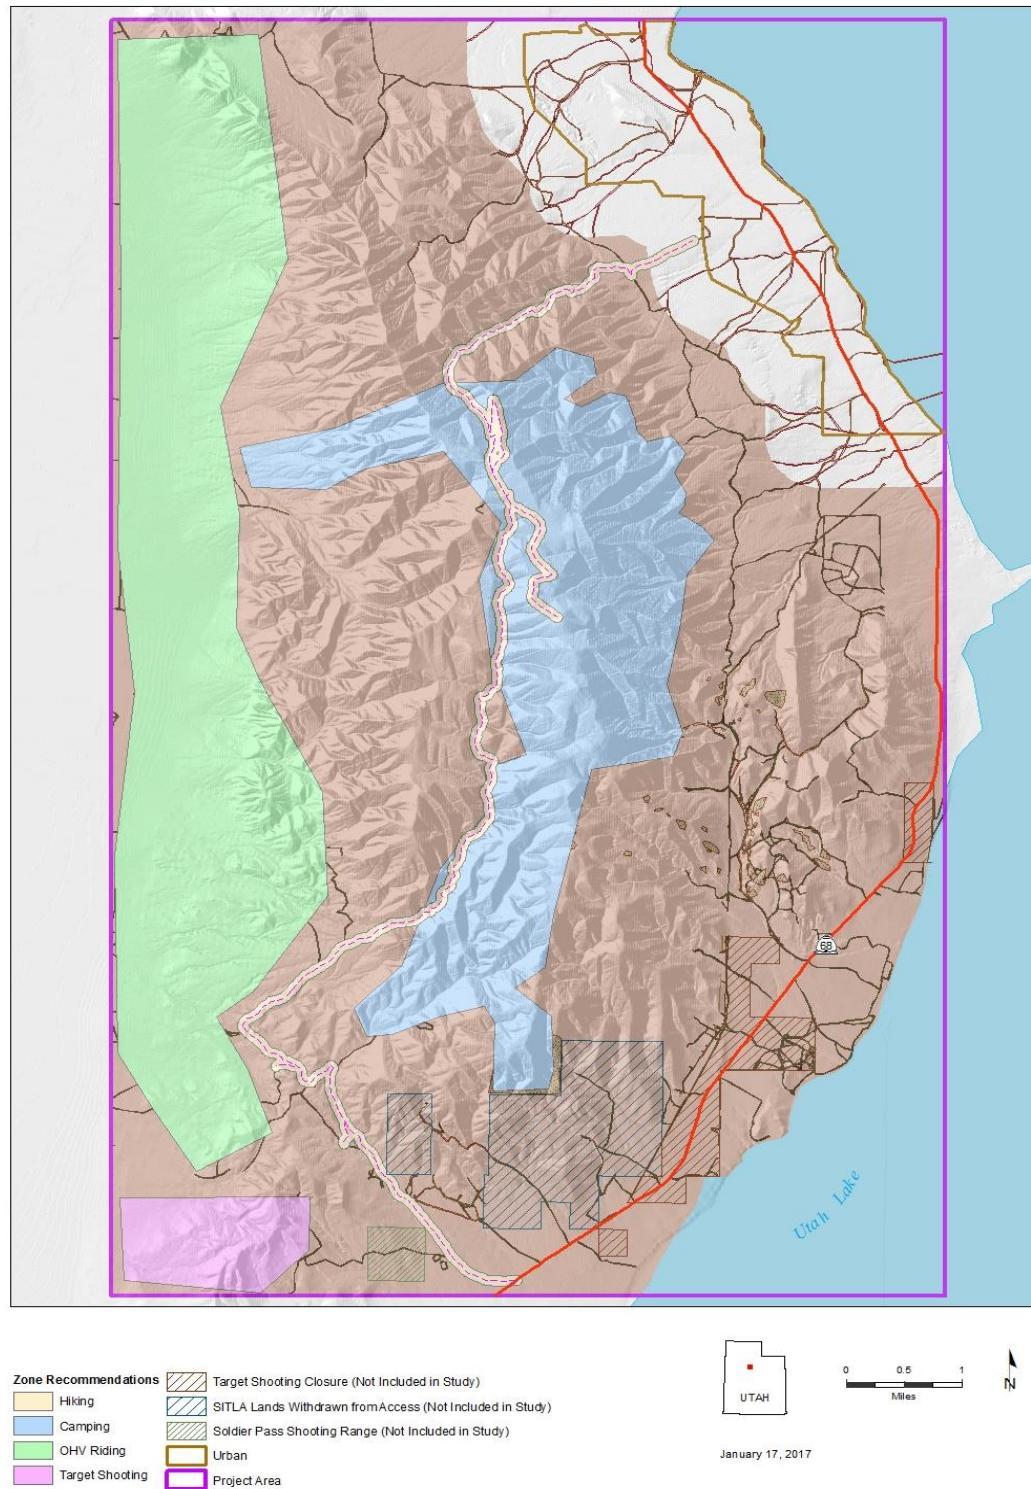 68
Utah Lake
Zone Recommendations
Hiking
Camping
OHV Riding
Target Shooting
Target Shooting Closure (Not Included in Study)
SITLA Lands Withdrawn from Access (Not Included in Study)
Soldier Pass Shooting Range (Not Included in Study)
Urban
Project Area
UTAH
0 0.5 1
Miles
N
January 17, 2017